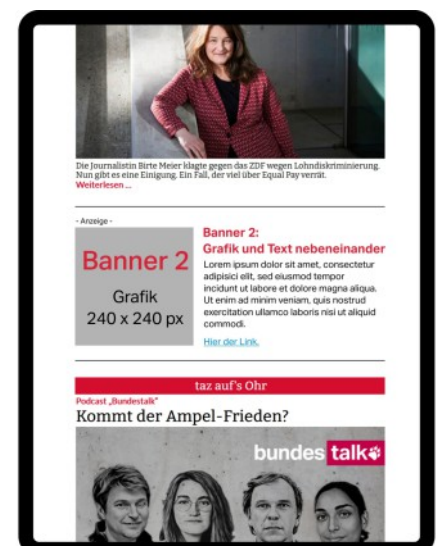 Die Journalistin Birte Meier klagte gegen das ZDF wegen Lohndiskriminierung.
Nun gibt es eine Einigung. Ein Fall, der viel über Equal Pay verrät.
Weiterlesen ...
- Anzeige -
Banner 2
Grafik
240 x 240 px
Banner 2:
Grafik und Text nebeneinander
Lorem ipsum dolor sit amet, consectetur
adipisici elit, sed eiusmod tempor
incidunt ut labore et dolore magna aliqua.
Ut enim ad minim veniam, quis nostrud
exercitation ullamco laboris nisi ut aliquid
commodi.
Hier der Link.
taz auf's Ohr
Podcast „Bundestalk“
Kommt der Ampel-Frieden?
bundes talk